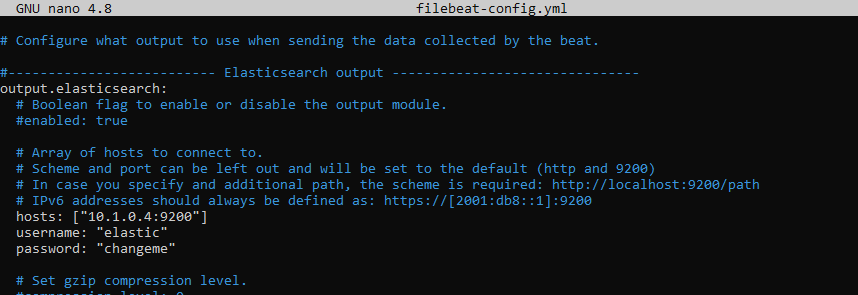 GNU nano 4.8 filebeat-config.yml
# Configure what output to use when sending the data collected by the beat.
#-------------------------- Elasticsearch output -------------------------------
output.elasticsearch:
# Boolean flag to enable or disable the output module.
#enabled: true
# Array of hosts to connect to.
# Scheme and port can be left out and will be set to the default (http and 9200)
# In case you specify and additional path, the scheme is required: http://localhost:9200/path
# IPv6 addresses should always be defined as: https://[2001:db8::1]:9200
hosts: ["10.1.0.4:9200"]
username: "elastic"
password: "changeme"
# Set gzip compression level.